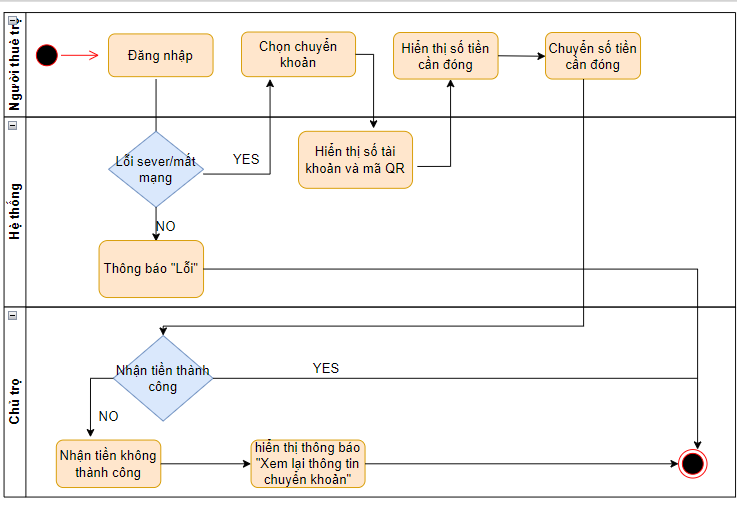 Người thuê trọ
Đăng nhập
Chọn chuyển
khoản
Hiển thị số tiền
cần đóng
Chuyển số tiền
cần đóng
Hệ thống
Lỗi sever/mất
mạng
YES
Hiển thị số tài
khoản và mã QR
NO
Thông báo "Lỗi"
Chủ trọ
Nhận tiền thành
công
YES
NO
Nhận tiền không
thành công
hiển thị thông báo
"Xem lại thông tin
chuyển khoản"